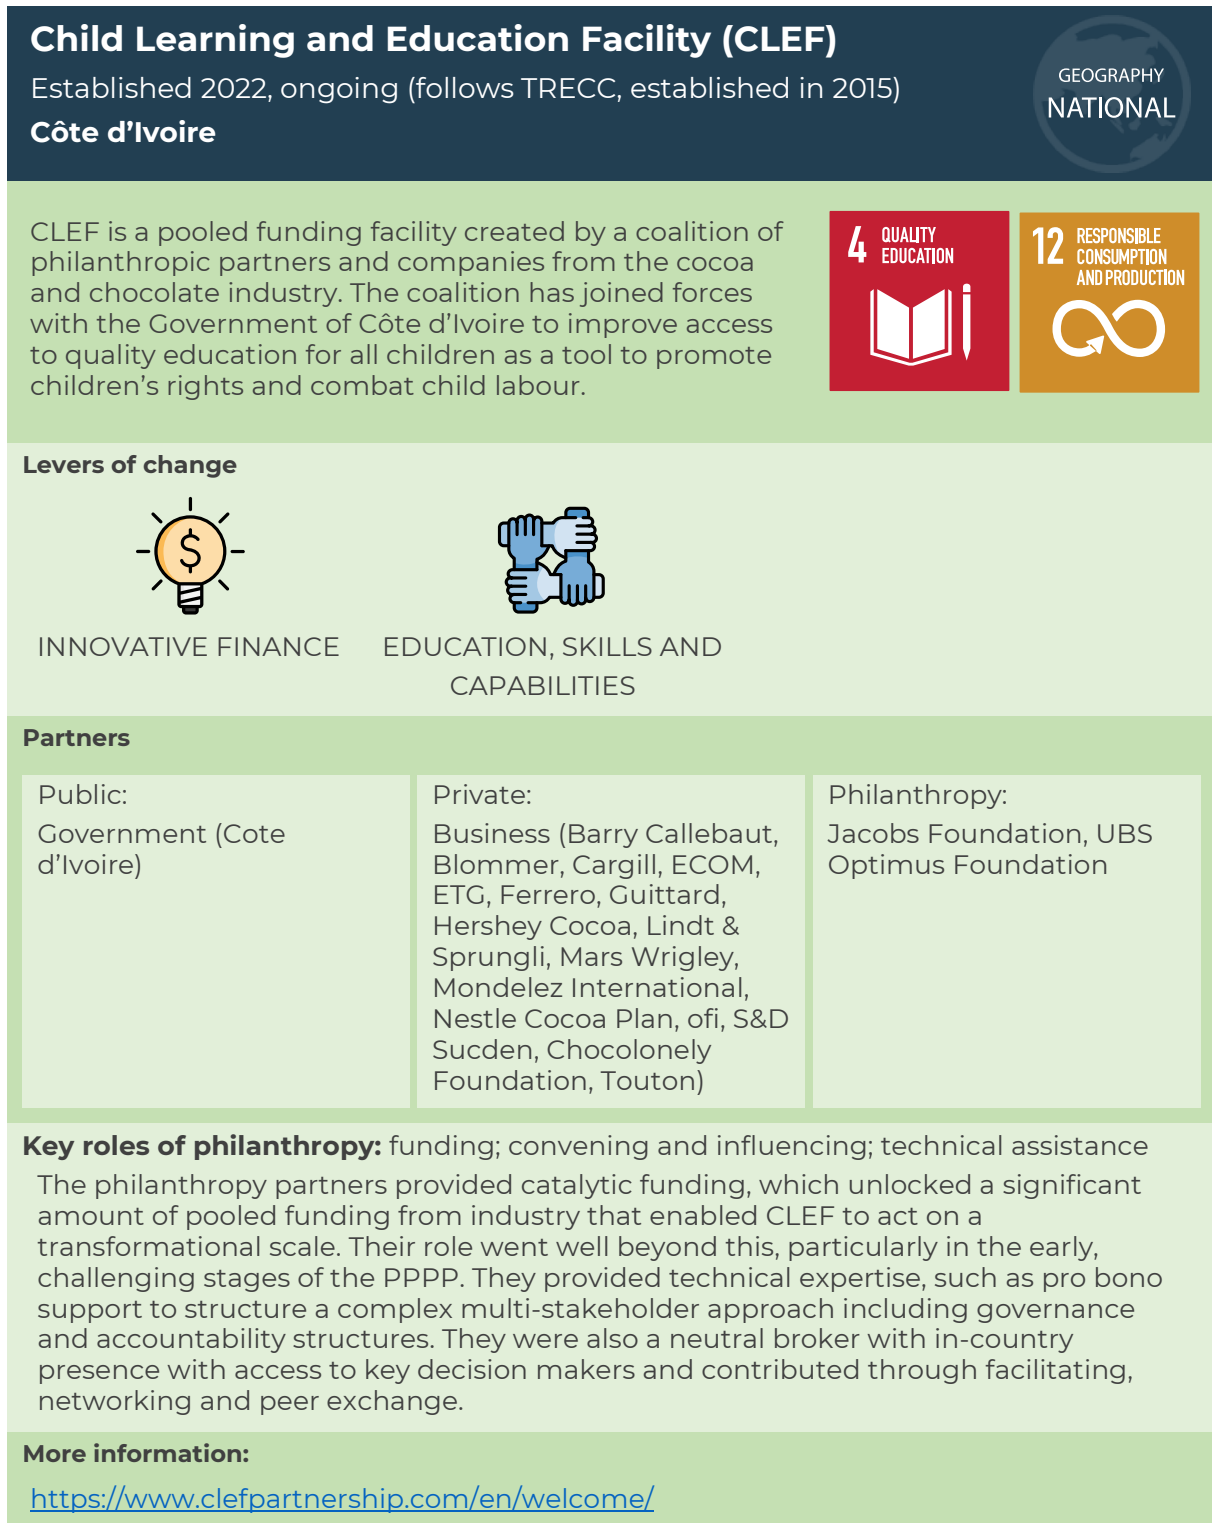 Child Learning and Education Facility (CLEF)
Established 2022, ongoing (follows TRECC, established in 2015)
Côte d’Ivoire
GEOGRAPHY
NATIONAL
CLEF is a pooled funding facility created by a coalition of
philanthropic partners and companies from the cocoa
and chocolate industry. The coalition has joined forces
with the Government of Côte d’Ivoire to improve access
to quality education for all children as a tool to promote
children’s rights and combat child labour.
4 QUALITY
EDUCATION
12 RESPONSIBLE
CONSUMPTION
AND PRODUCTION
Levers of change
$
INNOVATIVE FINANCE
EDUCATION, SKILLS AND
CAPABILITIES
Partners
Public:
Government (Cote
d’Ivoire)
Private:
Business (Barry Callebaut,
Blommer, Cargill, ECOM,
ETG, Ferrero, Guittard,
Hershey Cocoa, Lindt &
Sprungli, Mars Wrigley,
Mondelez International,
Nestle Cocoa Plan, ofi, S&D
Sucden, Chocolonely
Foundation, Touton)
Philanthropy:
Jacobs Foundation, UBS
Optimus Foundation
Key roles of philanthropy: funding; convening and influencing; technical assistance
The philanthropy partners provided catalytic funding, which unlocked a significant
amount of pooled funding from industry that enabled CLEF to act on a
transformational scale. Their role went well beyond this, particularly in the early,
challenging stages of the PPPP. They provided technical expertise, such as pro bono
support to structure a complex multi-stakeholder approach including governance
and accountability structures. They were also a neutral broker with in-country
presence with access to key decision makers and contributed through facilitating,
networking and peer exchange.
More information:
https://www.clefpartnership.com/en/welcome/